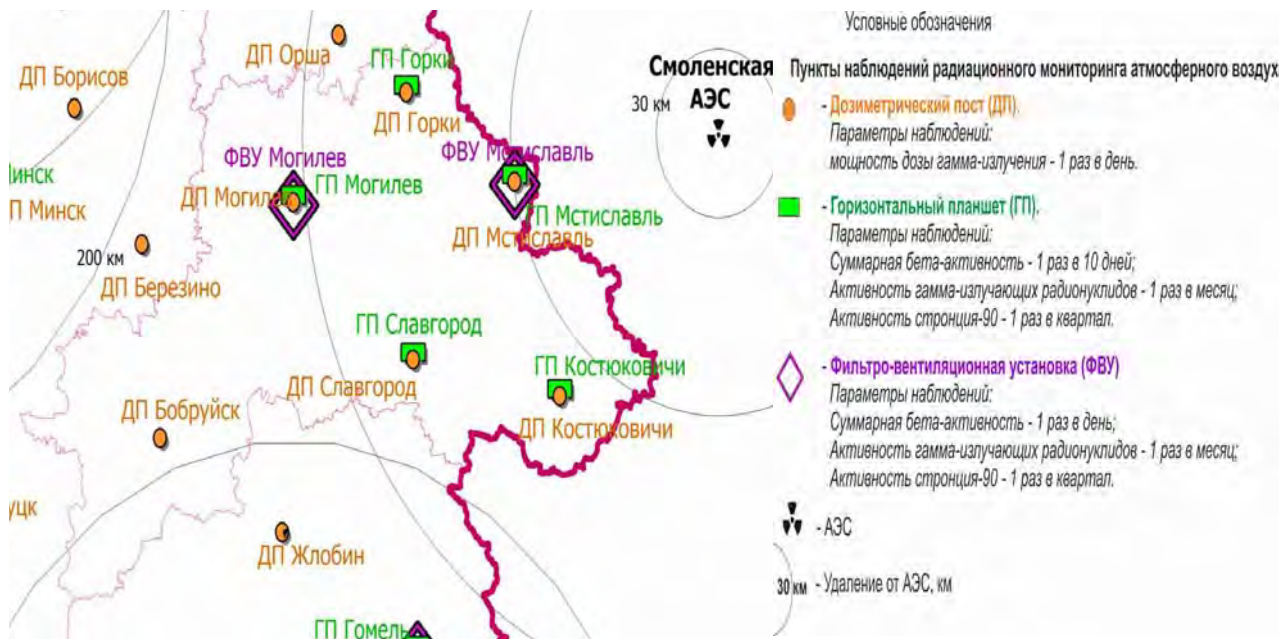 ДП Орша
ГП Горки
ДП Борисов
ДП Горки
Смоленская
АЭС
30 км
ФВУ Могилев
ФВУ Мстиславль
ГП Могилев
ДП Могилев
П Минск
ГП Мстиславль
ДП Мстиславль
200 км
ДП Березино
ГП Славгород
ГП Костюковичи
ДП Славгород
ДП Бобруйск
ДП Костюковичи
ДП Жлобин
ГП Гомель
Условные обозначения
Пункты наблюдений радиационного мониторинга атмосферного воздух
- Дозиметрический пост (ДП).
Параметры наблюдений:
мощность дозы гамма-излучения - 1 раз в день.
- Горизонтальный планшет (ГП).
Параметры наблюдений:
Суммарная бета-активность - 1 раз в 10 дней;
Активность гамма-излучающих радионуклидов - 1 раз в месяц;
Активность стронция-90 - 1 раз в квартал.
- Фильтро-вентиляционная установка (ФВУ)
Параметры наблюдений:
Суммарная бета-активность - 1 раз в день;
Активность гамма-излучающих радионуклидов - 1 раз в месяц;
Активность стронция-90 - 1 раз в квартал.
- АЭС
30 км - Удаление от АЭС, км